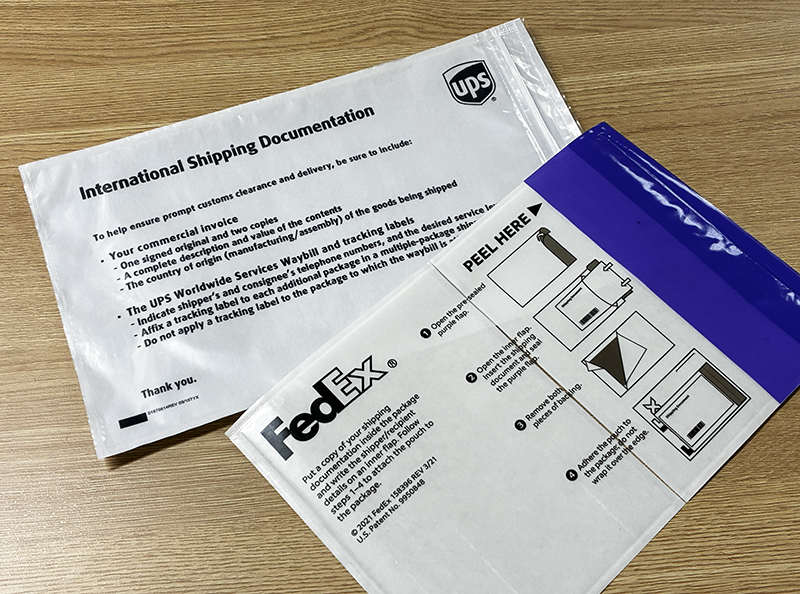 ups
International Shipping Documentation
To help ensure prompt customs clearance and delivery, be sure to include:
• Your commercial invoice
- One signed original and two copies
- A complete description and value of the contents
- The country of origin (manufacturing/assembly) of the goods being shipped
• The UPS Worldwide Services Waybill and tracking labels
- Indicate shipper's and consignee's telephone numbers, and the desired service
- Affix a tracking label to each additional package in a multiple-package
- Do not apply a tracking label to the package to which the waybill is
Thank you.
PEEL HERE ▶
1 Open the pre-sealed
purple flap.
2 Open the inner flap.
Insert the shipping
document and seal
the purple flap.
3 Remove both
pieces of backing.
4 Adhere the pouch to
the package; do not
wrap it over the edge.
FedEx ®
Put a copy of your shipping
documentation inside the package
and write the shipper/recipient
details on an inner flap. Follow
steps 1–4 to attach the pouch to
the package.
© 2021 FedEx 158396 REV 3/21
U.S. Patent No. 9950848